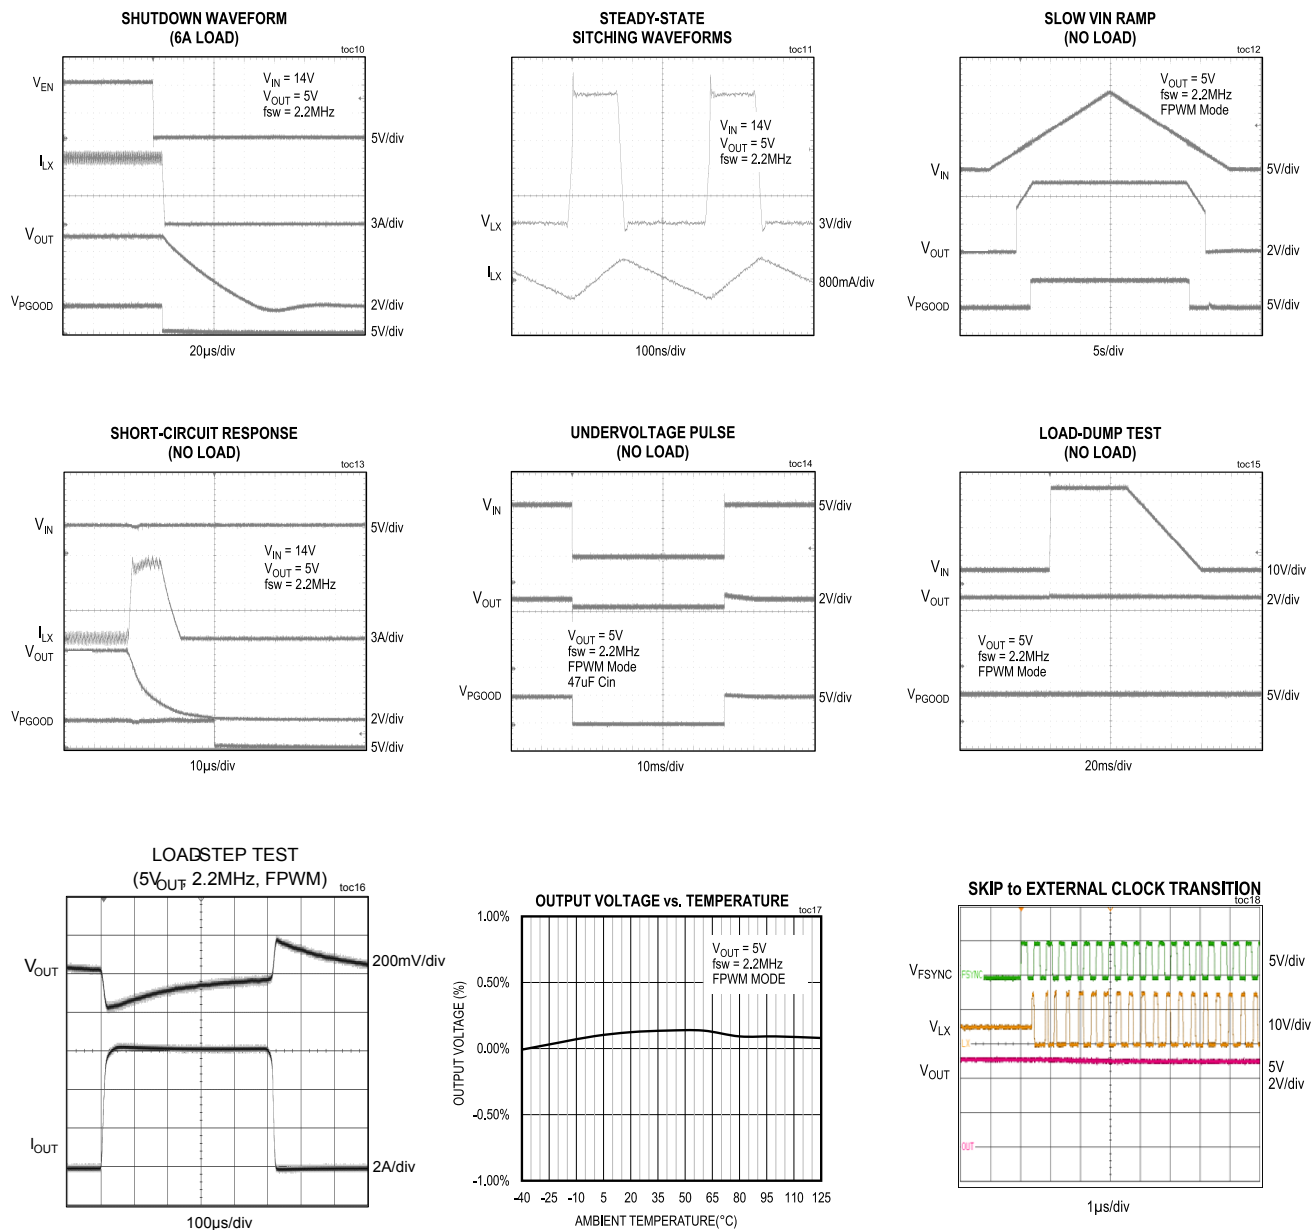 SHUTDOWN WAVEFORM
(6A LOAD)
toc10
VEN
VIN = 14V
VOUT = 5V
fsw = 2.2MHz
5V/div
ILX
3A/div
VOUT
VPGOOD
2V/div
5V/div
20µs/div
STEADY-STATE
SITCHING WAVEFORMS
toc11
VIN = 14V
VOUT = 5V
fsw = 2.2MHz
VLX
3V/div
ILX
800mA/div
100ns/div
SLOW VIN RAMP
(NO LOAD)
toc12
VOUT = 5V
fsw = 2.2MHz
FPWM Mode
VIN
5V/div
VOUT
2V/div
VPGOOD
5V/div
5s/div
SHORT-CIRCUIT RESPONSE
(NO LOAD)
toc13
VIN
5V/div
VIN = 14V
VOUT = 5V
fsw = 2.2MHz
ILX
3A/div
VOUT
VPGOOD
2V/div
5V/div
10µs/div
UNDERVOLTAGE PULSE
(NO LOAD)
toc14
VIN
5V/div
VOUT
2V/div
VOUT = 5V
fsw = 2.2MHz
FPWM Mode
47uF Cin
VPGOOD
5V/div
10ms/div
LOAD-DUMP TEST
(NO LOAD)
toc15
VIN
10V/div
VOUT
2V/div
VOUT = 5V
fsw = 2.2MHz
FPWM Mode
VPGOOD
5V/div
20ms/div
LOAD-STEP TEST
(5VOUT, 2.2MHz, FPWM)
toc16
VOUT
200mV/div
IOUT
2A/div
100µs/div
OUTPUT VOLTAGE vs. TEMPERATURE
toc17
1.00%
0.50%
0.00%
-0.50%
-1.00%
OUTPUT VOLTAGE (%)
VOUT = 5V
fsw = 2.2MHz
FPWM MODE
-40 -25 -10 5 20 35 50 65 80 95 110 125
AMBIENT TEMPERATURE(°C)
SKIP to EXTERNAL CLOCK TRANSITION
toc18
VFSYNC
FSYNC
5V/div
VLX
LX
10V/div
VOUT
5V
2V/div
OUT
1µs/div